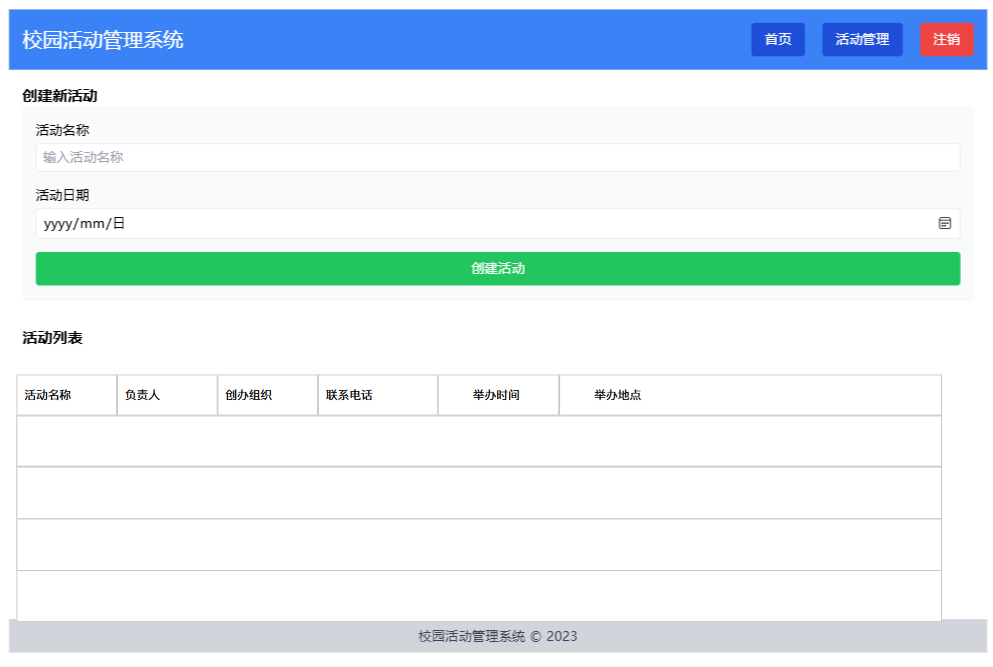 校园活动管理系统 首页 活动管理 注销
创建新活动
活动名称
输入活动名称
活动日期
yyyy/mm/日
创建活动
活动列表
活动名称 负责人 创办组织 联系电话 举办时间 举办地点
校园活动管理系统 © 2023